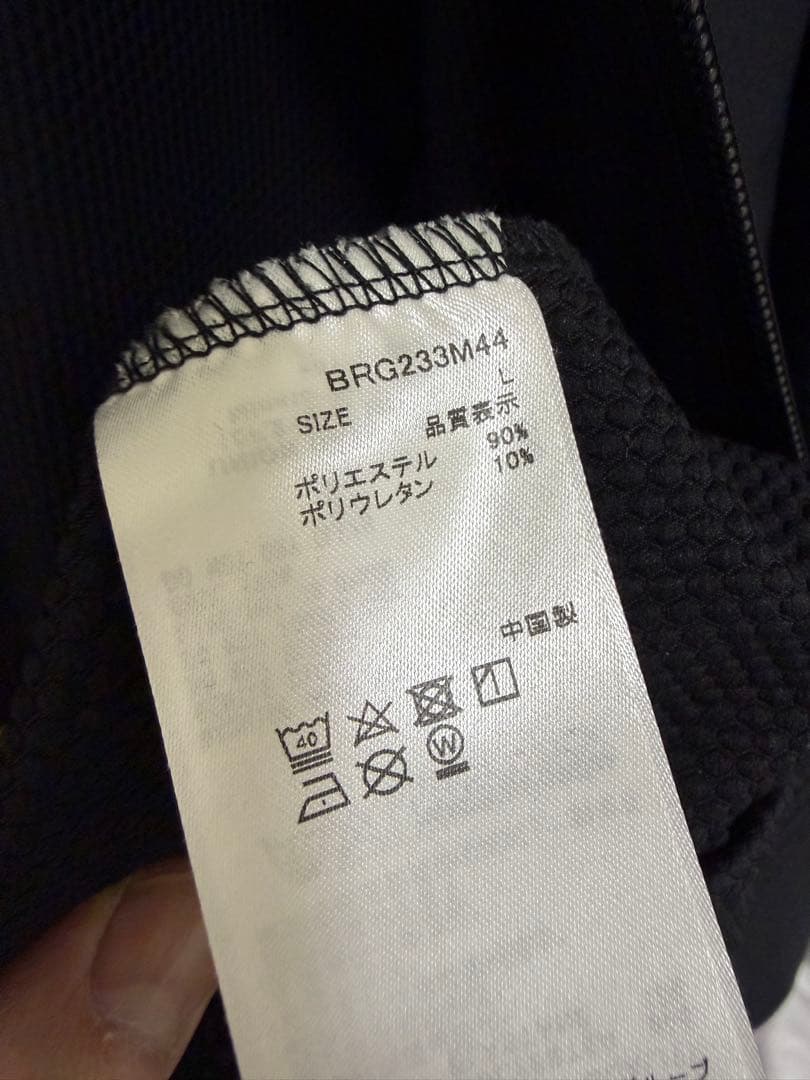 BRG233M44
SIZE L
品質表示
ポリエステル 90%
ポリウレタン 10%
中国製
40
W